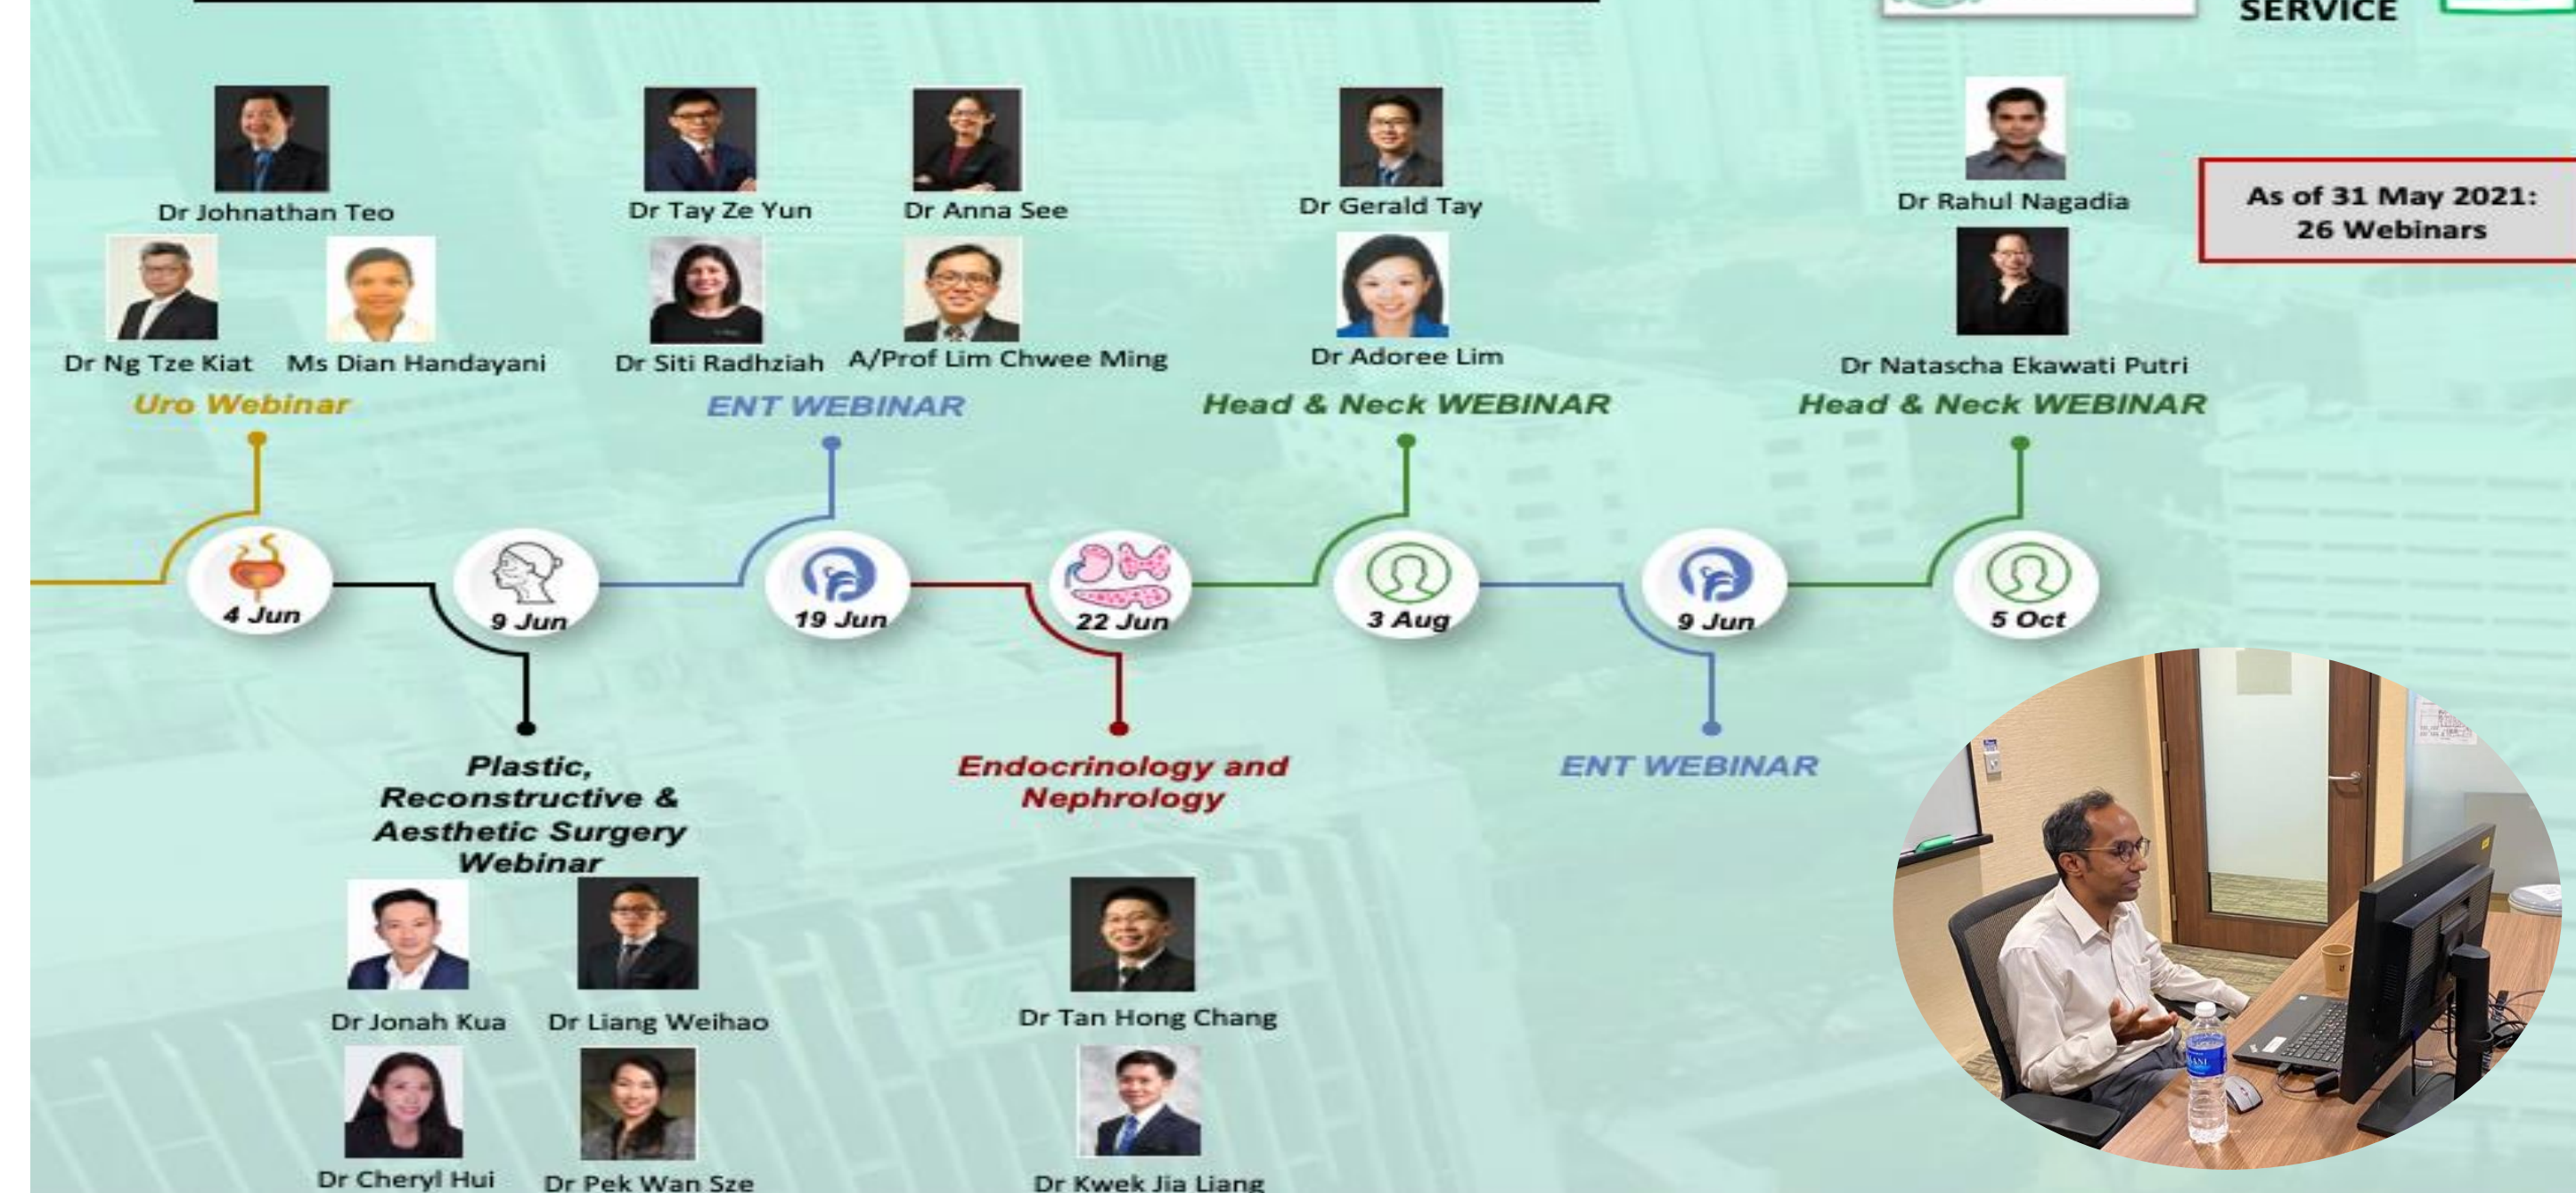 SERVICE
Dr Johnathan Teo
Dr Tay Ze Yun
Dr Anna See
Dr Gerald Tay
Dr Rahul Nagadia
As of 31 May 2021:
26 Webinars
Dr Ng Tze Kiat
Ms Dian Handayani
Dr Siti Radhziah
A/Prof Lim Chwee Ming
Dr Adoree Lim
Dr Natascha Ekawati Putri
Uro Webinar
ENT WEBINAR
Head & Neck WEBINAR
Head & Neck WEBINAR
4 Jun
9 Jun
19 Jun
22 Jun
3 Aug
9 Jun
5 Oct
Plastic,
Reconstructive &
Aesthetic Surgery
Webinar
Endocrinology and
Nephrology
ENT WEBINAR
Dr Jonah Kua
Dr Liang Weihao
Dr Tan Hong Chang
Dr Cheryl Hui
Dr Pek Wan Sze
Dr Kwek Jia Liang